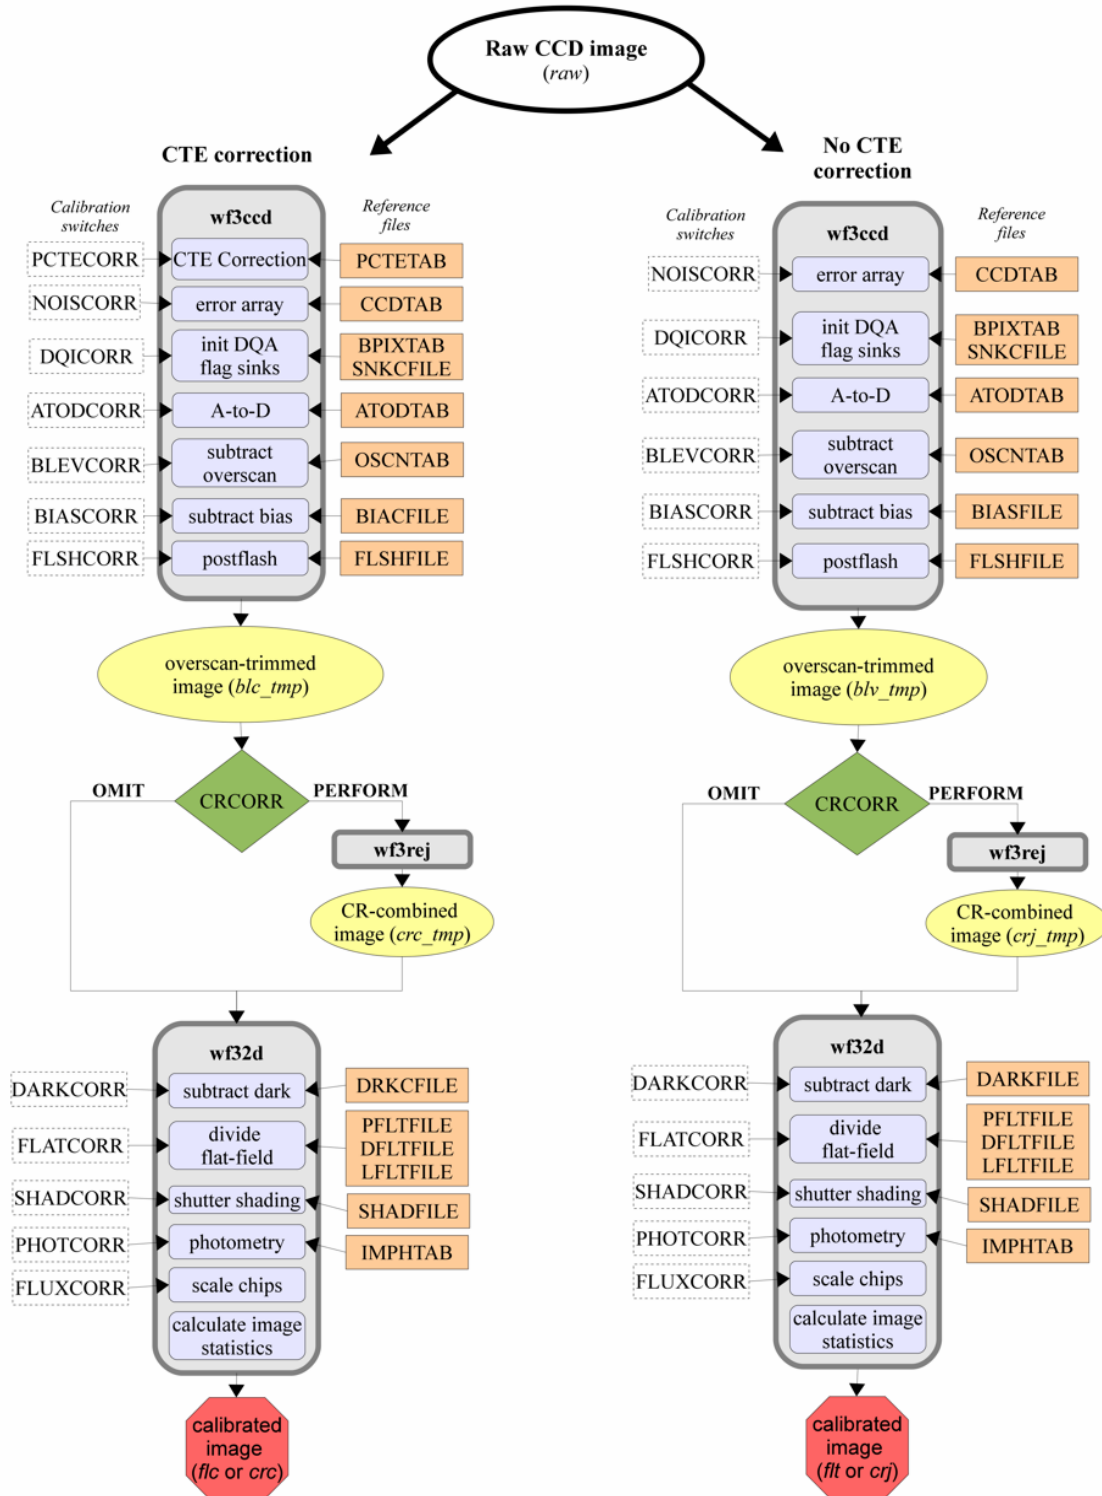 Raw CCD image
(raw)
CTE correction
Calibration
switches
wf3ccd
Reference
files
PCTECORR
CTE Correction
PCTETAB
NOISCORR
error array
CCDTAB
DQICORR
init DQA
flag sinks
BPIXTAB
SNKCFILE
ATODCORR
A-to-D
ATODTAB
BLEVCORR
subtract
overscan
OSCNTAB
BIASCORR
subtract bias
BIACFILE
FLSHCORR
postflash
FLSHFILE
overscan-trimmed
image (blc_tmp)
OMIT
CRCORR
PERFORM
wf3rej
CR-combined
image (crc_tmp)
wf32d
DARKCORR
subtract dark
DRKCFILE
FLATCORR
divide
flat-field
PFLTFILE
DFLTFILE
LFLTFILE
SHADCORR
shutter shading
SHADFILE
PHOTCORR
photometry
IMPHTAB
FLUXCORR
scale chips
calculate image
statistics
calibrated
image
(flc or crc)
No CTE
correction
Calibration
switches
wf3ccd
Reference
files
NOISCORR
error array
CCDTAB
DQICORR
init DQA
flag sinks
BPIXTAB
SNKCFILE
ATODCORR
A-to-D
ATODTAB
BLEVCORR
subtract
overscan
OSCNTAB
BIASCORR
subtract bias
BIASFILE
FLSHCORR
postflash
FLSHFILE
overscan-trimmed
image (blv_tmp)
OMIT
CRCORR
PERFORM
wf3rej
CR-combined
image (crj_tmp)
wf32d
DARKCORR
subtract dark
DARKFILE
FLATCORR
divide
flat-field
PFLTFILE
DFLTFILE
LFLTFILE
SHADCORR
shutter shading
SHADFILE
PHOTCORR
photometry
IMPHTAB
FLUXCORR
scale chips
calculate image
statistics
calibrated
image
(flt or crj)